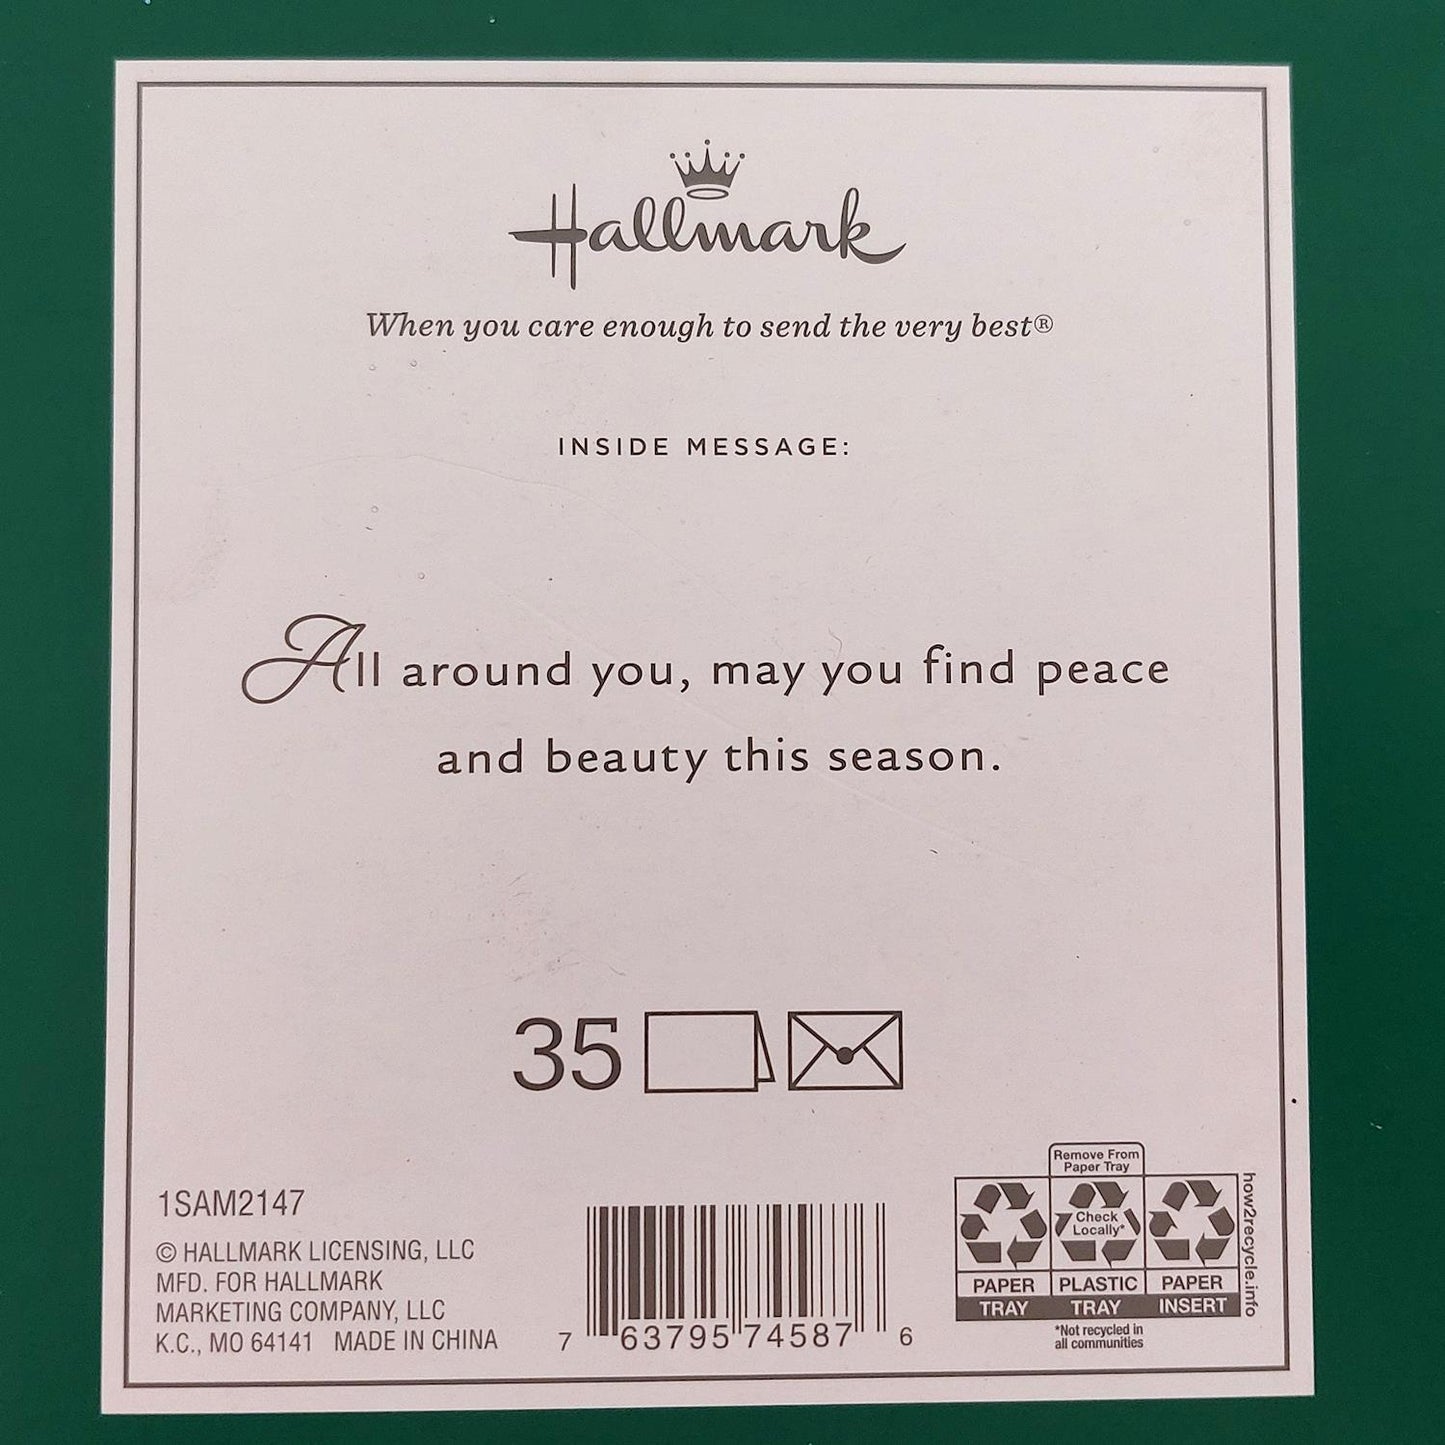 Hallmark
When you care enough to send the very best®
INSIDE MESSAGE:
All around you, may you find peace
and beauty this season.
35
1SAM2147
© HALLMARK LICENSING, LLC
MFD. FOR HALLMARK
MARKETING COMPANY, LLC
K.C., MO 64141 MADE IN CHINA
7 63795 74587 6
Remove From
Paper Tray
Check
Locally*
PAPER PLASTIC PAPER
TRAY TRAY INSERT
*Not recycled in
all communities
how2recycle.info